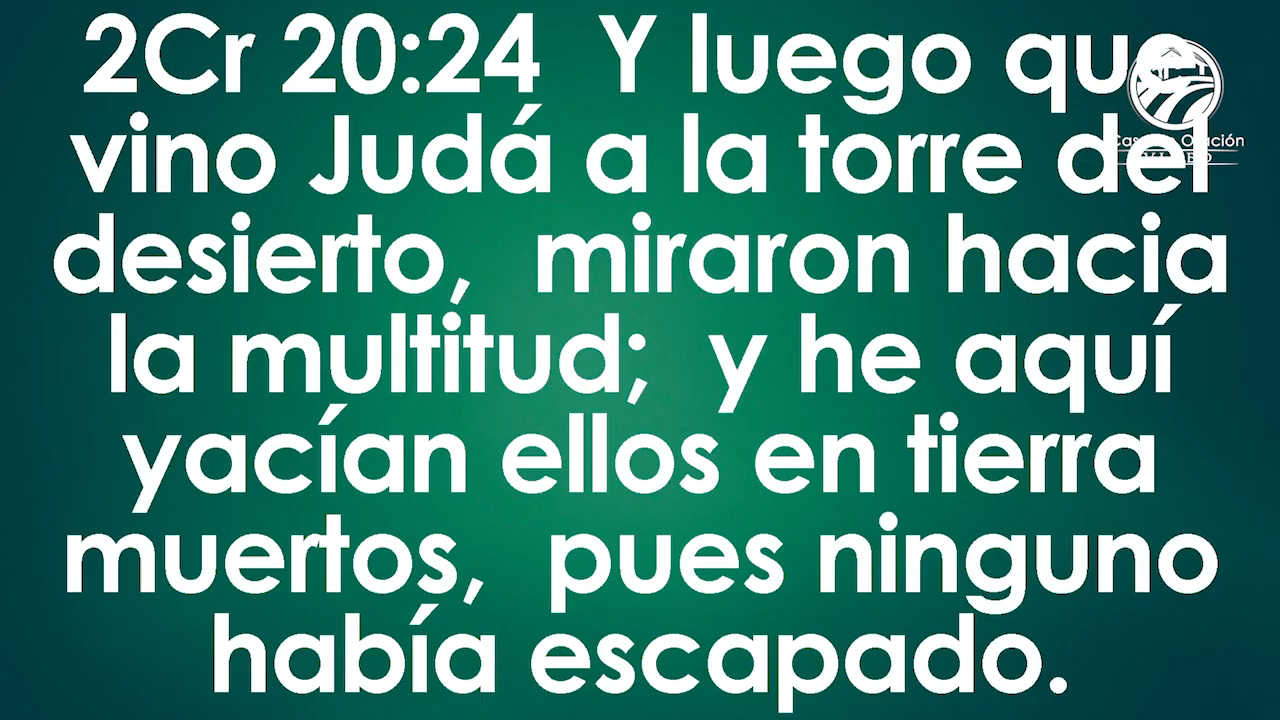 2Cr 20:24 Y luego que
vino Judá a la torre del
desierto, miraron hacia
la multitud; y he aquí
yacían ellos en tierra
muertos, pues ninguno
había escapado.